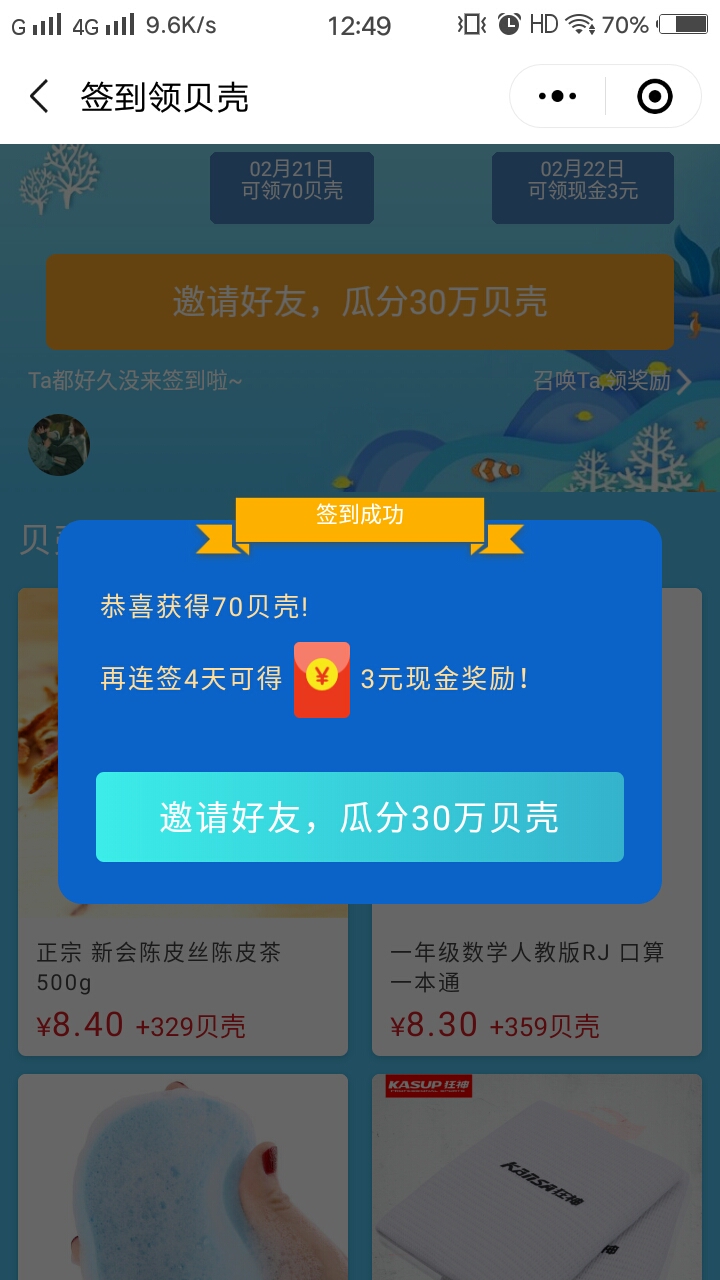 G 4G 9.6K/s 12:49 HD 70%
签到领贝壳
02月21日
可领70贝壳
02月22日
可领现金3元
邀请好友，瓜分30万贝壳
Ta都好久没来签到啦~
召唤Ta,领奖励
签到成功
贝
恭喜获得70贝壳!
再连签4天可得 ¥ 3元现金奖励！
邀请好友，瓜分30万贝壳
正宗 新会陈皮丝陈皮茶
500g
¥8.40 +329贝壳
一年级数学人教版RJ 口算
一本通
¥8.30 +359贝壳
KASUP 狂神
KANSA狂神